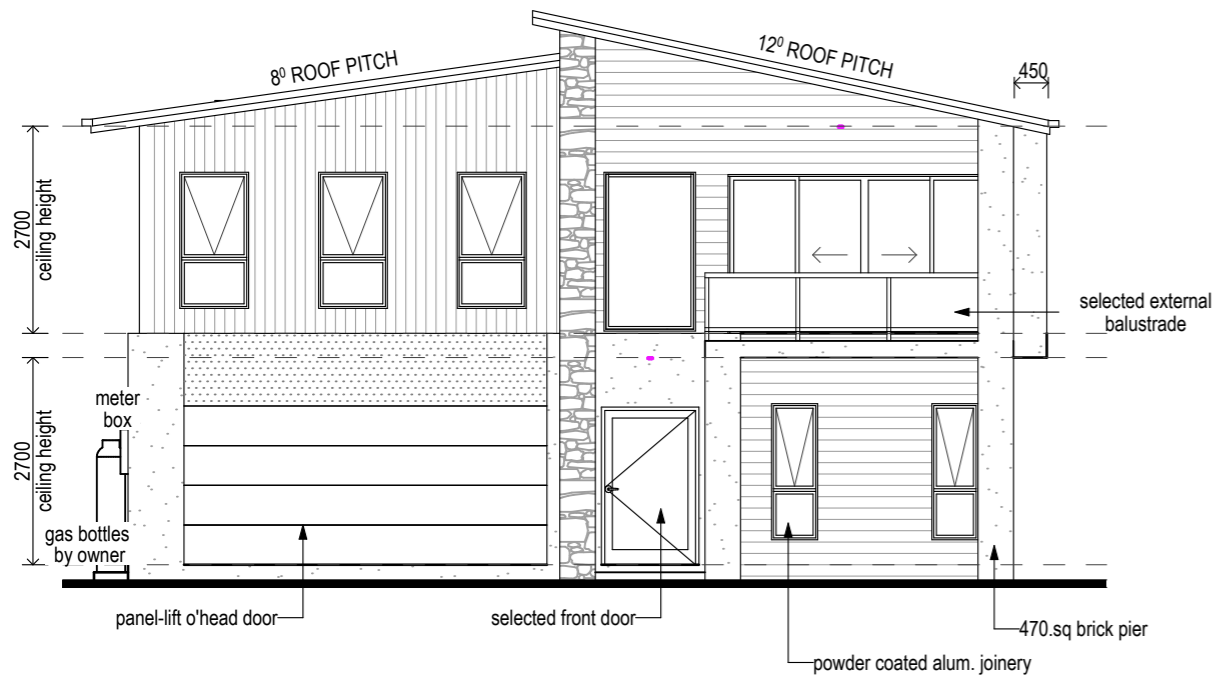 8⁰ ROOF PITCH
12⁰ ROOF PITCH
450
2700
ceiling height
selected external
balustrade
meter
box
2700
ceiling height
gas bottles
by owner
panel-lift o'head door
selected front door
470.sq brick pier
powder coated alum. joinery